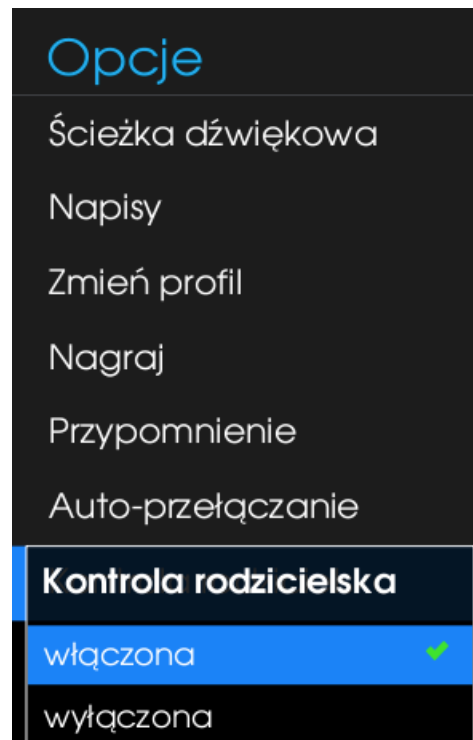 Opcje
Ścieżka dźwiękowa
Napisy
Zmień profil
Nagraj
Przypomnienie
Auto-przełączanie
Kontrola rodzicielska
włączona
wyłączona